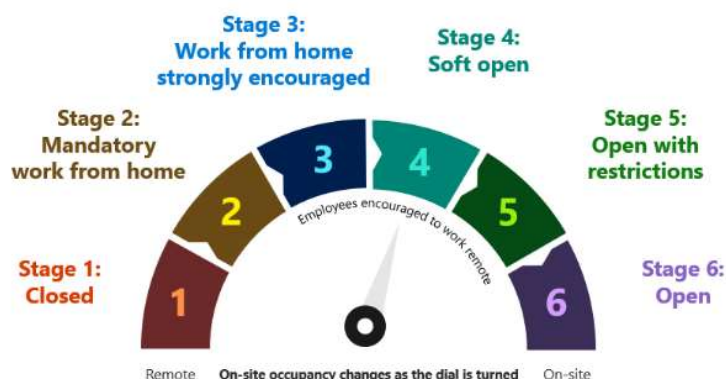 Stage 3:
Work from home
strongly encouraged
Stage 4:
Soft open
Stage 2:
Mandatory
work from home
Stage 5:
Open with
restrictions
Stage 1:
Closed
Stage 6:
Open
1
2
3
4
5
6
Employees encouraged to work remote
Remote
On-site occupancy changes as the dial is turned
On-site